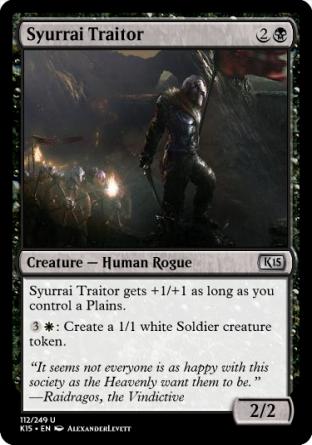 Syurrai Traitor 2
Creature — Human Rogue K15
Syurrai Traitor gets +1/+1 as long as you
control a Plains.
3 : Create a 1/1 white Soldier creature
token.
“It seems not everyone is as happy with this
society as the Heavenly want them to be.”
—Raidragos, the Vindictive
2/2
112/249 U
K15 • EN AlexanderLevett